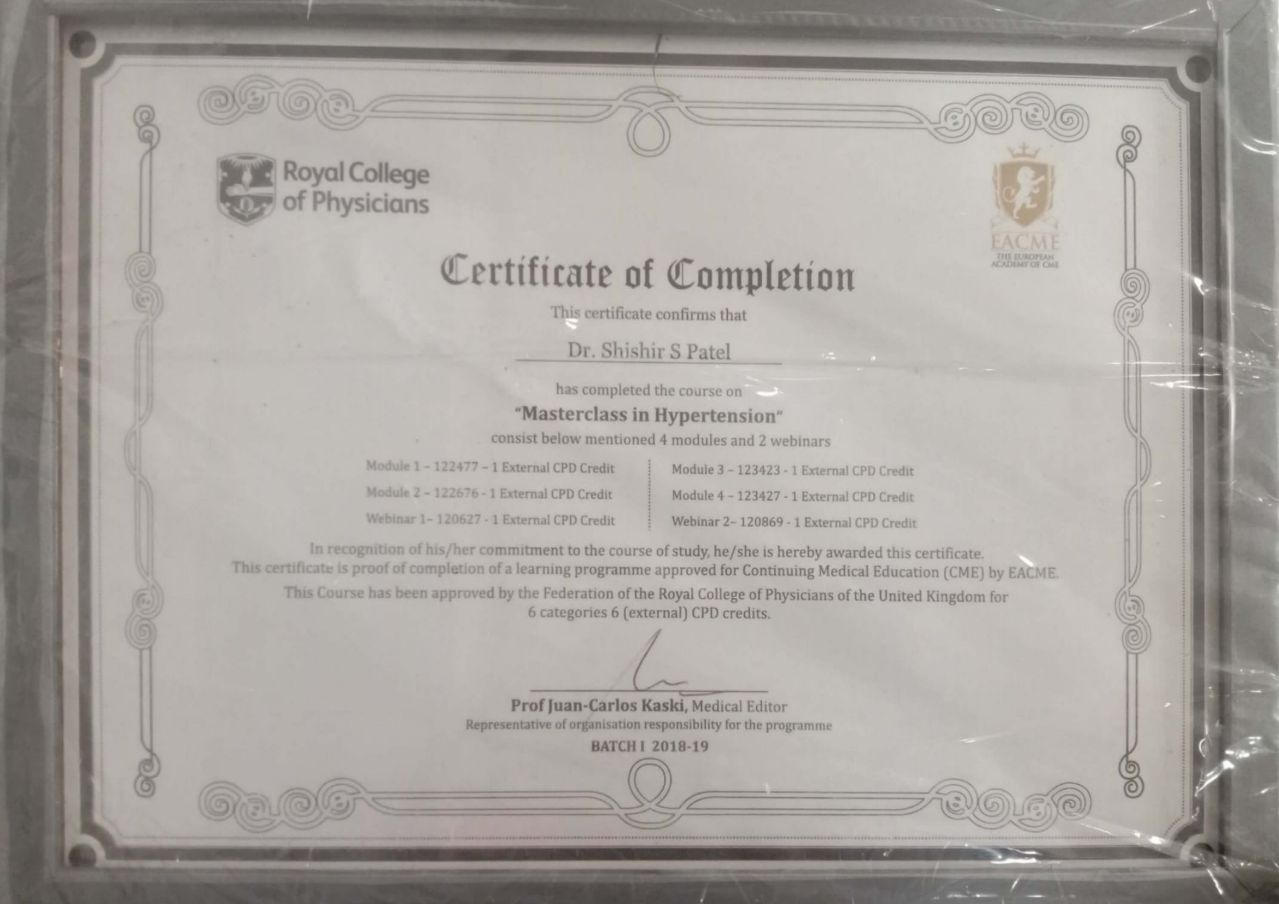 Royal College
of Physicians
EACME
THE EUROPEAN
ACADEMY OF CME
Certificate of Completion
This certificate confirms that
Dr. Shishir S Patel
has completed the course on
"Masterclass in Hypertension"
consist below mentioned 4 modules and 2 webinars
Module 1 – 122477 – 1 External CPD Credit
Module 2 – 122676 - 1 External CPD Credit
Webinar 1– 120627 - 1 External CPD Credit
Module 3 – 123423 - 1 External CPD Credit
Module 4 – 123427 - 1 External CPD Credit
Webinar 2– 120869 - 1 External CPD Credit
In recognition of his/her commitment to the course of study, he/she is hereby awarded this certificate.
This certificate is proof of completion of a learning programme approved for Continuing Medical Education (CME) by EACME.
This Course has been approved by the Federation of the Royal College of Physicians of the United Kingdom for
6 categories 6 (external) CPD credits.
Prof Juan-Carlos Kaski, Medical Editor
Representative of organisation responsibility for the programme
BATCH I 2018-19